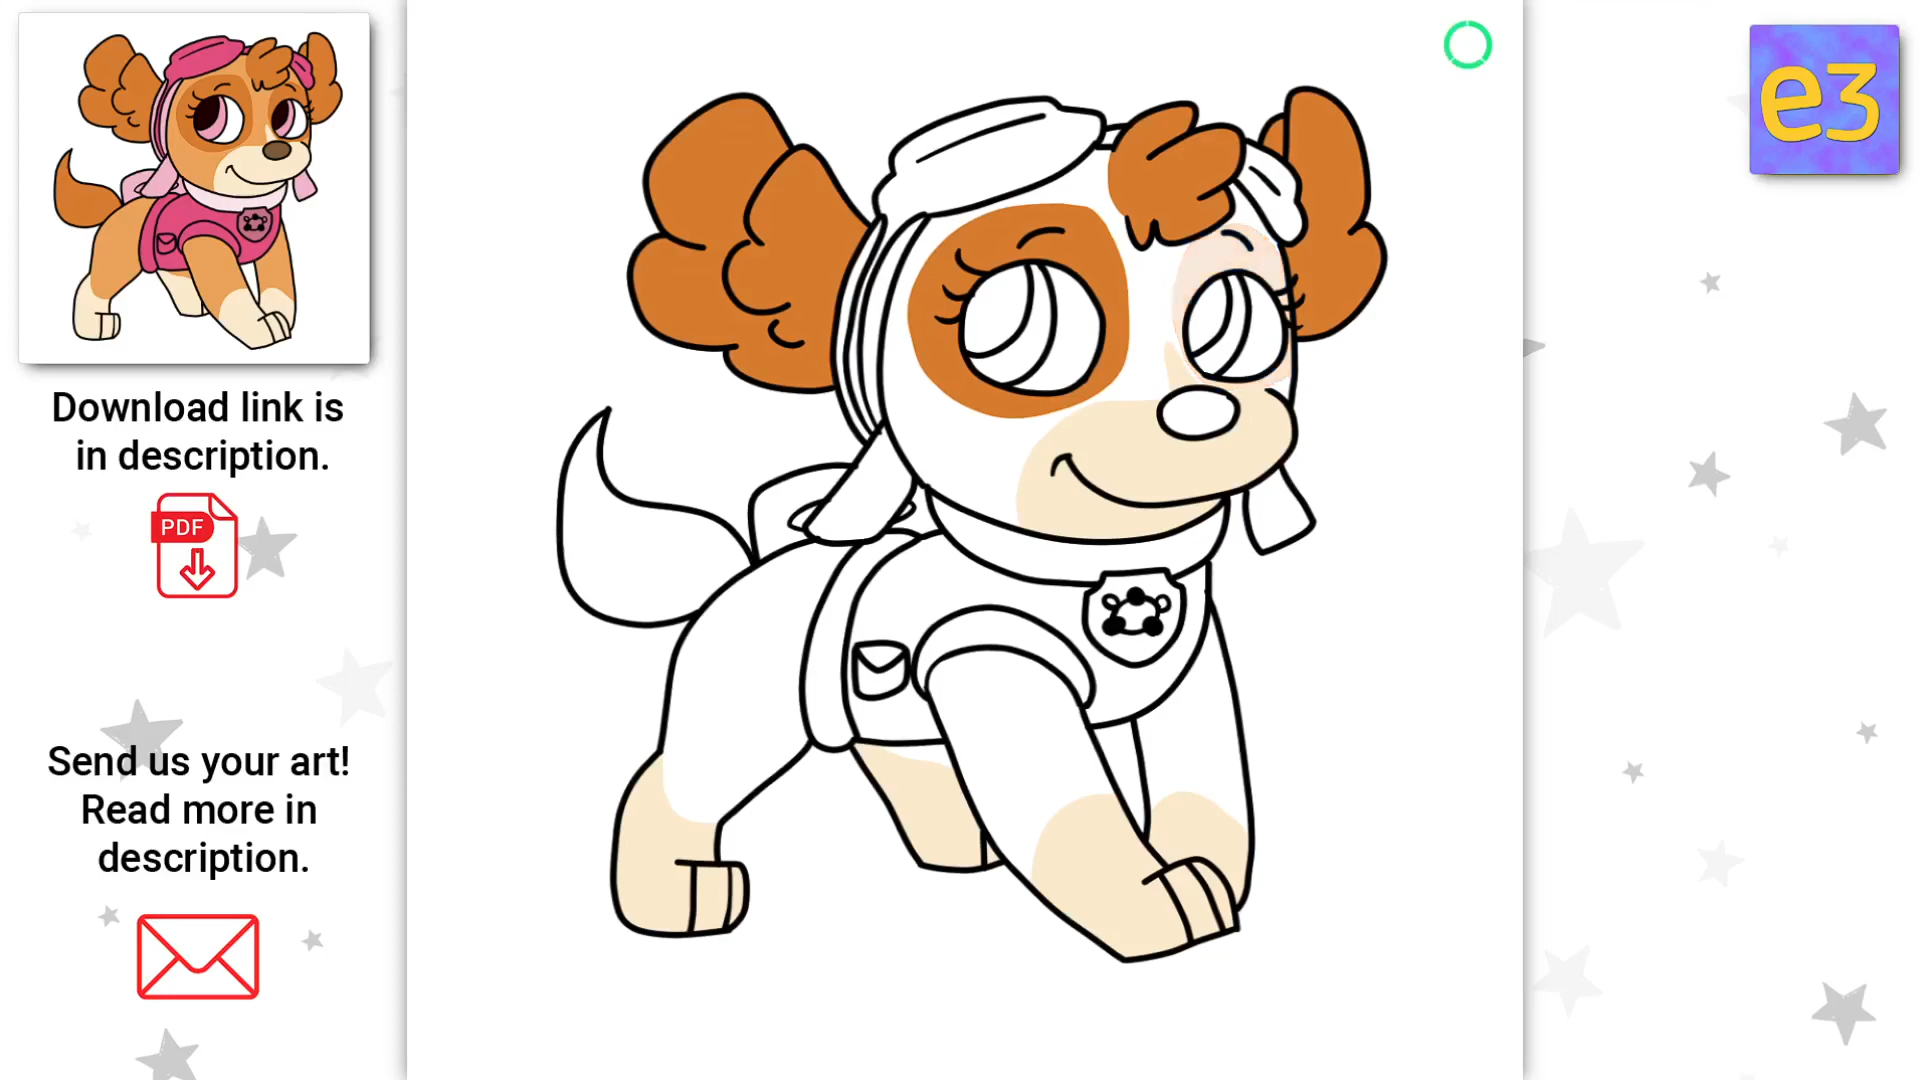 Download link is
in description.
PDF
Send us your art!
Read more in
description.
e3